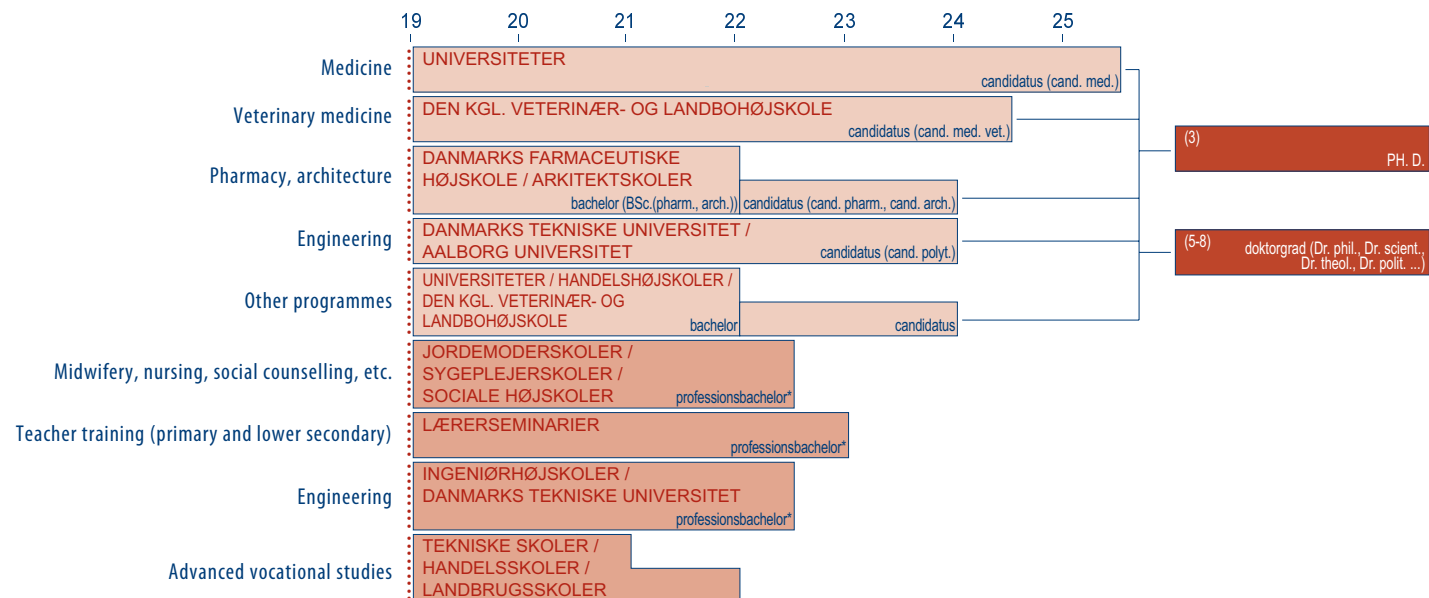 19 20 21 22 23 24 25
Medicine
UNIVERSITETER
candidatus (cand. med.)
Veterinary medicine
DEN KGL. VETERINÆR- OG LANDBOHØJSKOLE
candidatus (cand. med. vet.)
(3)
PH. D.
Pharmacy, architecture
DANMARKS FARMACEUTISKE
HØJSKOLE / ARKITEKTSKOLER
bachelor (BSc.(pharm., arch.)) candidatus (cand. pharm., cand. arch.)
Engineering
DANMARKS TEKNISKE UNIVERSITET /
AALBORG UNIVERSITET
candidatus (cand. polyt.)
(5-8)
doktorgrad (Dr. phil., Dr. scient.,
Dr. theol., Dr. polit. ...)
Other programmes
UNIVERSITETER / HANDELSHØJSKOLER /
DEN KGL. VETERINÆR- OG
LANDBOHØJSKOLE
bachelor
candidatus
Midwifery, nursing, social counselling, etc.
JORDEMODERSKOLER /
SYGEPLEJERSKOLER /
SOCIALE HØJSKOLER
professionsbachelor*
Teacher training (primary and lower secondary)
LÆRERSEMINARIER
professionsbachelor*
Engineering
INGENIØRHØJSKOLER /
DANMARKS TEKNISKE UNIVERSITET
professionsbachelor*
Advanced vocational studies
TEKNISKE SKOLER /
HANDELSSKOLER /
LANDBRUGSSKOLER